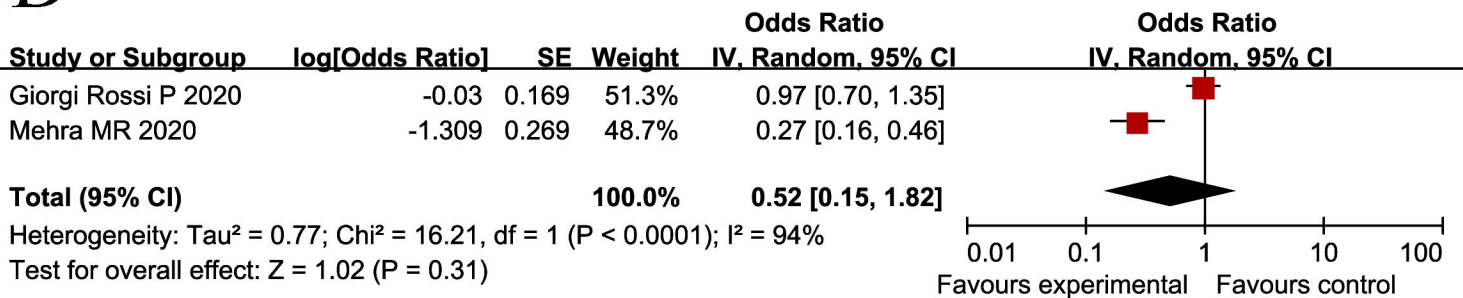 Odds Ratio Odds Ratio
Study or Subgroup log[Odds Ratio] SE Weight IV, Random, 95% CI IV, Random, 95% CI
Giorgi Rossi P 2020 -0.03 0.169 51.3% 0.97 [0.70, 1.35]
Mehra MR 2020 -1.309 0.269 48.7% 0.27 [0.16, 0.46]
Total (95% CI) 100.0% 0.52 [0.15, 1.82]
Heterogeneity: Tau² = 0.77; Chi² = 16.21, df = 1 (P < 0.0001); I² = 94%
Test for overall effect: Z = 1.02 (P = 0.31)
0.01 0.1 1 10 100
Favours experimental Favours control